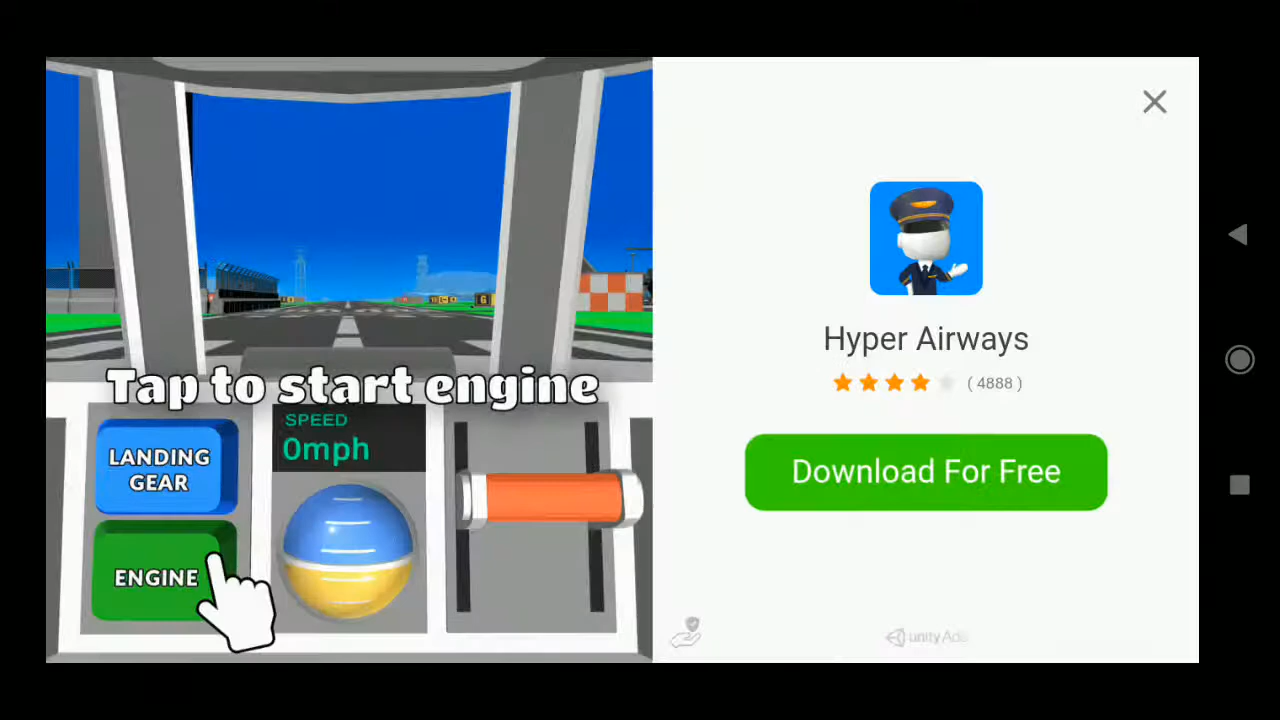 Tap to start engine
LANDING
GEAR
ENGINE
SPEED
0mph
Hyper Airways
( 4888 )
Download For Free
unity Ads